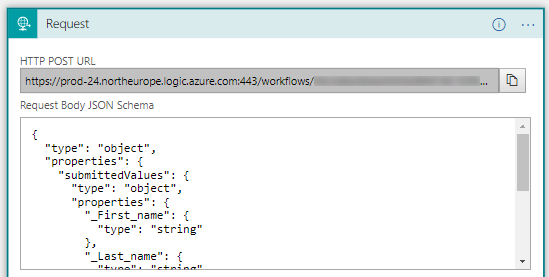 Request
HTTP POST URL
https://prod-24.northeurope.logic.azure.com:443/workflows/ ...
Request Body JSON Schema
{
  "type": "object",
  "properties": {
    "submittedValues": {
      "type": "object",
      "properties": {
        "_First_name": {
          "type": "string"
        },
        "_Last_name": {
          "type": "string"